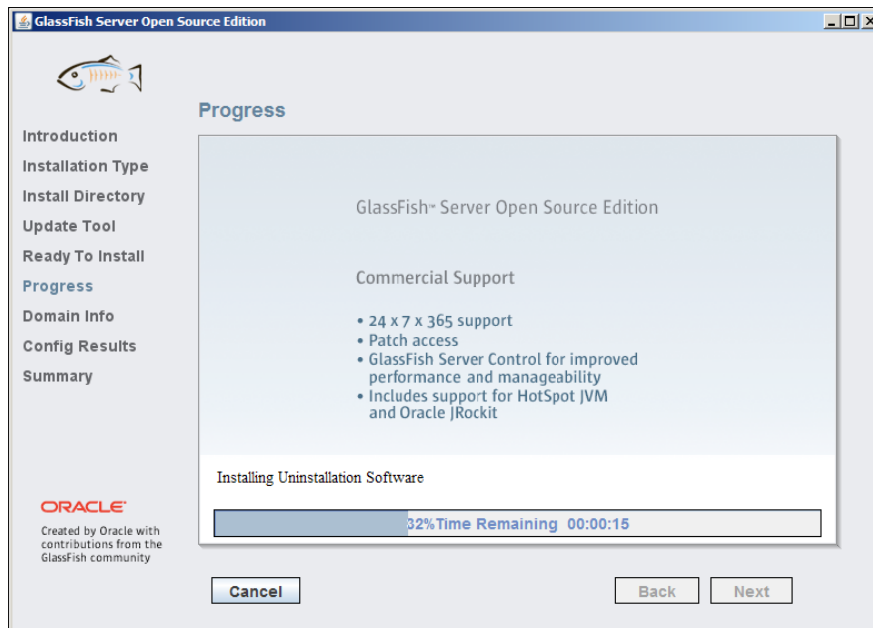 GlassFish Server Open Source Edition
Progress
Introduction
Installation Type
Install Directory
Update Tool
Ready To Install
Progress
Domain Info
Config Results
Summary
GlassFish™ Server Open Source Edition
Commercial Support
• 24 x 7 x 365 support
• Patch access
• GlassFish Server Control for improved
performance and manageability
• Includes support for HotSpot JVM
and Oracle JRockit
Installing Uninstallation Software
32%Time Remaining 00:00:15
ORACLE
Created by Oracle with
contributions from the
GlassFish community
Cancel
Back
Next